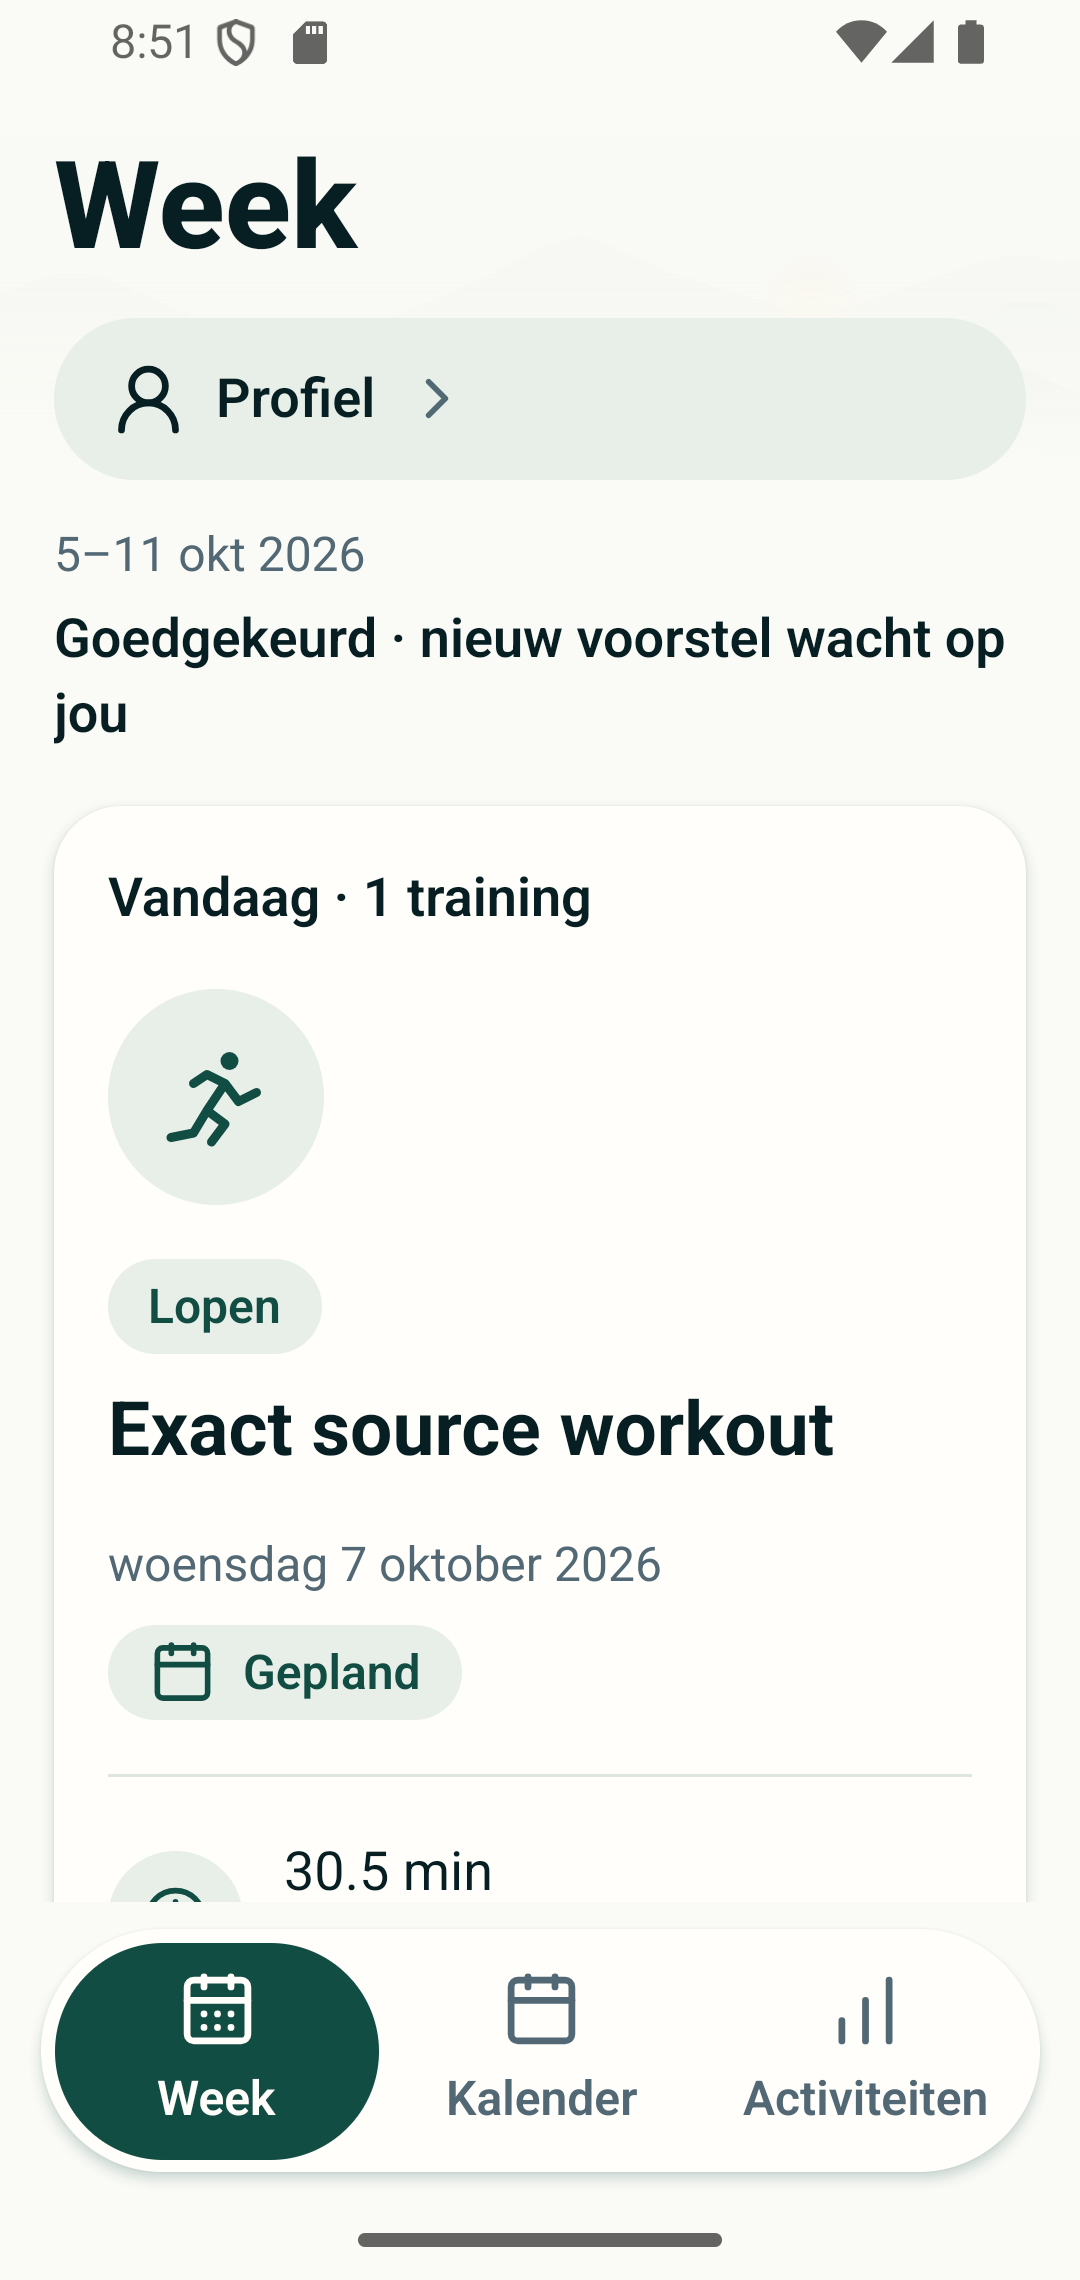 8:51
Week
Profiel
5–11 okt 2026
Goedgekeurd · nieuw voorstel wacht op
jou
Vandaag · 1 training
Lopen
Exact source workout
woensdag 7 oktober 2026
Gepland
30.5 min
Week
Kalender
Activiteiten